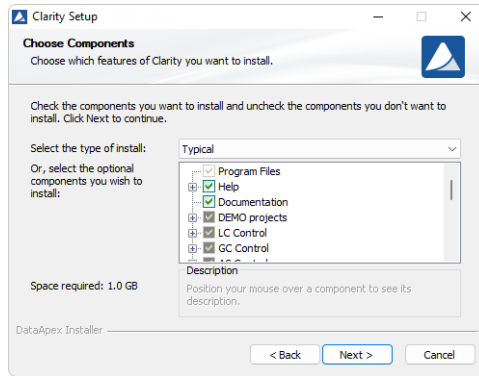 Clarity Setup
Choose Components
Choose which features of Clarity you want to install.
Check the components you want to install and uncheck the components you don't want to
install. Click Next to continue.
Select the type of install:
Typical
Or, select the optional
components you wish to
install:
Program Files
Help
Documentation
DEMO projects
LC Control
GC Control
Description
Space required: 1.0 GB
Position your mouse over a component to see its
description.
DataApex Installer
< Back
Next >
Cancel